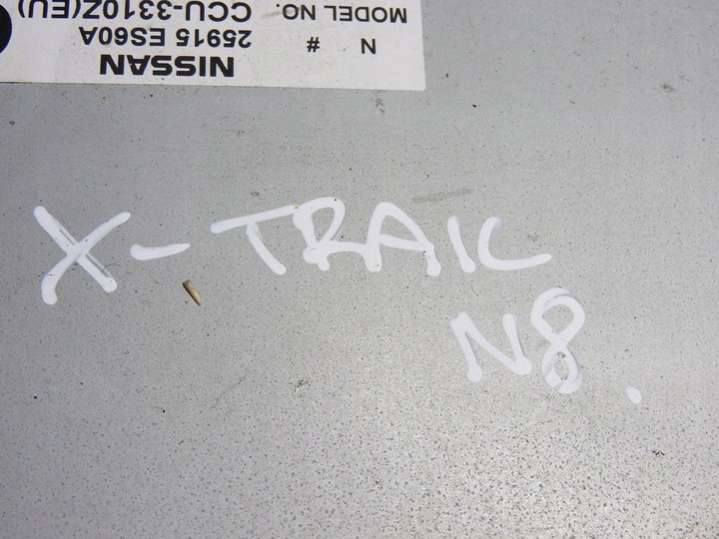 NISSAN
25915 ES60A
MODEL NO. CCU-3310Z(EU)
N #
X-TRAIL
N8.